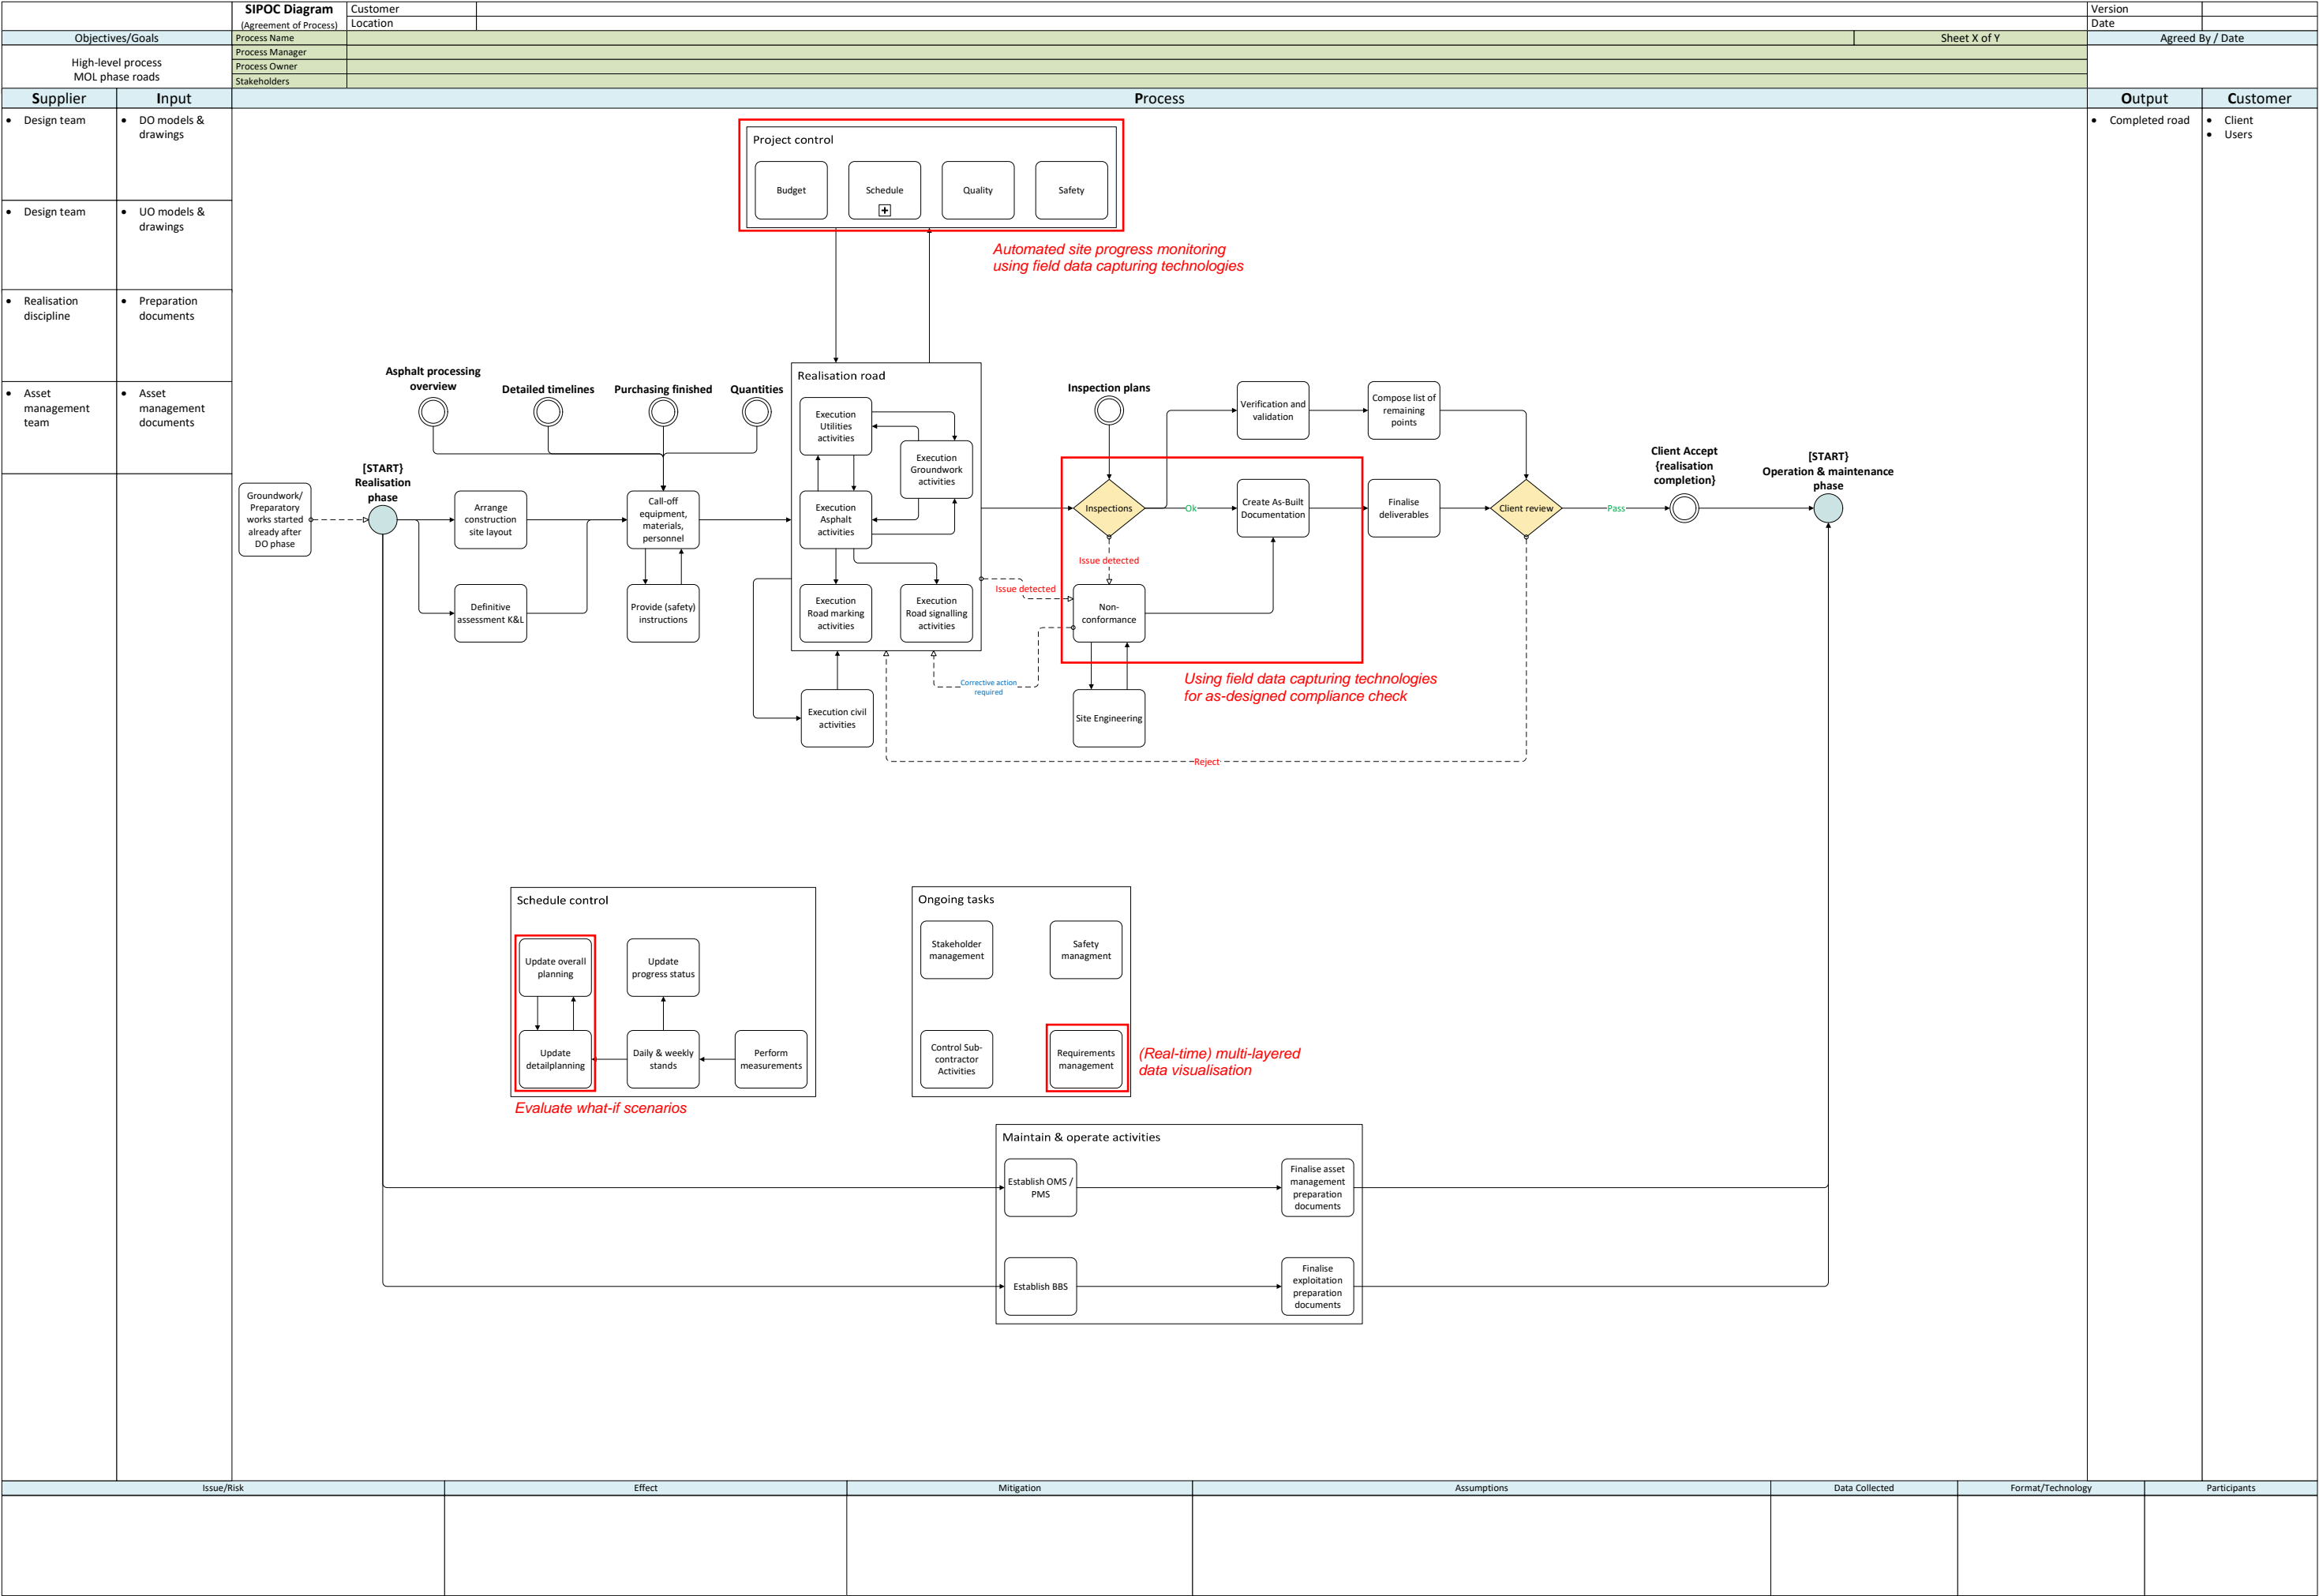 SIPOC Diagram
(Agreement of Process)
Customer
Location
Version
Date
Objectives/Goals
High-level process
MOL phase roads
Process Name
Sheet X of Y
Process Manager
Process Owner
Stakeholders
Agreed By / Date
Supplier
Input
Process
Output
Customer
• Design team
• DO models &
drawings
• Design team
• UO models &
drawings
• Realisation
discipline
• Preparation
documents
• Asset
management
team
• Asset
management
documents
• Completed road
• Client
• Users
Project control
Budget
Schedule
Quality
Safety
Automated site progress monitoring
using field data capturing technologies
Asphalt processing
overview
Detailed timelines
Purchasing finished
Quantities
Groundwork/
Preparatory
works started
already after
DO phase
[START}
Realisation
phase
Arrange
construction
site layout
Definitive
assessment K&L
Call-off
equipment,
materials,
personnel
Provide (safety)
instructions
Realisation road
Execution
Utilities
activities
Execution
Groundwork
activities
Execution
Asphalt
activities
Execution
Road marking
activities
Execution
Road signalling
activities
Execution civil
activities
Inspection plans
Inspections
Issue detected
Issue detected
Non-
conformance
Corrective action
required
Site Engineering
Ok
Verification and
validation
Compose list of
remaining
points
Create As-Built
Documentation
Finalise
deliverables
Client review
Pass
Reject
Client Accept
{realisation
completion}
[START}
Operation & maintenance
phase
Using field data capturing technologies
for as-designed compliance check
Schedule control
Update overall
planning
Update
progress status
Update
detailplanning
Daily & weekly
stands
Perform
measurements
Evaluate what-if scenarios
Ongoing tasks
Stakeholder
management
Safety
managment
Control Sub-
contractor
Activities
Requirements
management
(Real-time) multi-layered
data visualisation
Maintain & operate activities
Establish OMS /
PMS
Finalise asset
management
preparation
documents
Establish BBS
Finalise
exploitation
preparation
documents
Issue/Risk
Effect
Mitigation
Assumptions
Data Collected
Format/Technology
Participants